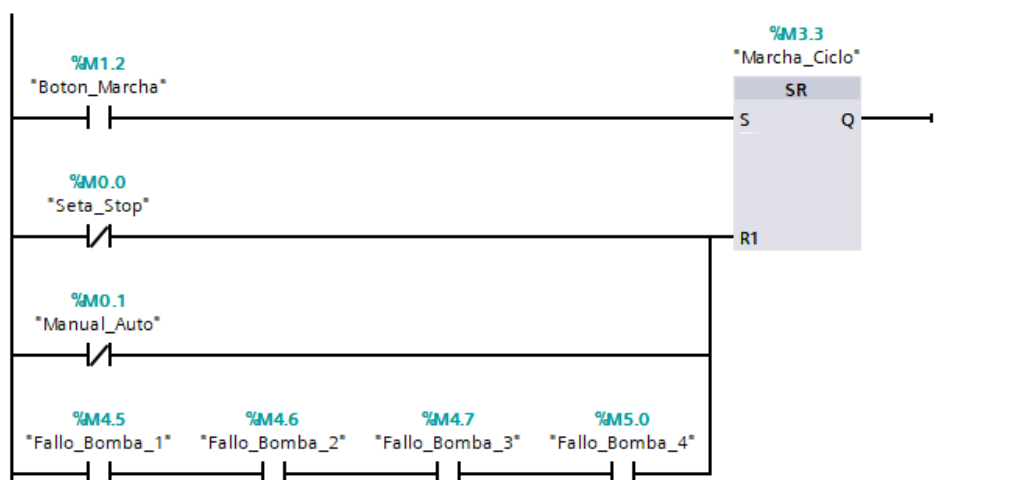 %M3.3
"Marcha_Ciclo"
%M1.2
"Boton_Marcha"
SR
S Q
%M0.0
"Seta_Stop"
R1
%M0.1
"Manual_Auto"
%M4.5 %M4.6 %M4.7 %M5.0
"Fallo_Bomba_1" "Fallo_Bomba_2" "Fallo_Bomba_3" "Fallo_Bomba_4"